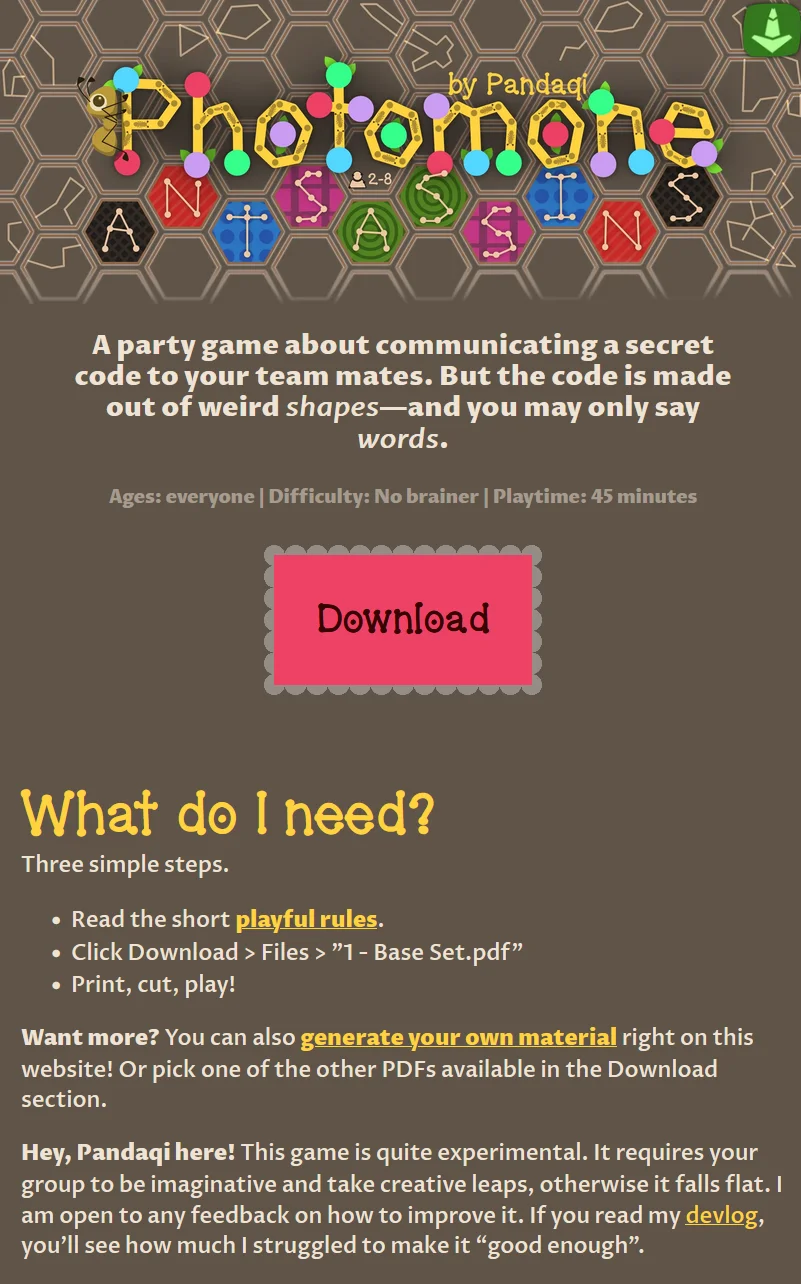 by Pandaqi
Photomone
2-8
ANTSASSINS
A party game about communicating a secret
code to your team mates. But the code is made
out of weird shapes—and you may only say
words.
Ages: everyone | Difficulty: No brainer | Playtime: 45 minutes
Download
What do I need?
Three simple steps.
• Read the short playful rules.
• Click Download > Files > ”1 - Base Set.pdf”
• Print, cut, play!
Want more? You can also generate your own material right on this
website! Or pick one of the other PDFs available in the Download
section.
Hey, Pandaqi here! This game is quite experimental. It requires your
group to be imaginative and take creative leaps, otherwise it falls flat. I
am open to any feedback on how to improve it. If you read my devlog,
you’ll see how much I struggled to make it “good enough”.